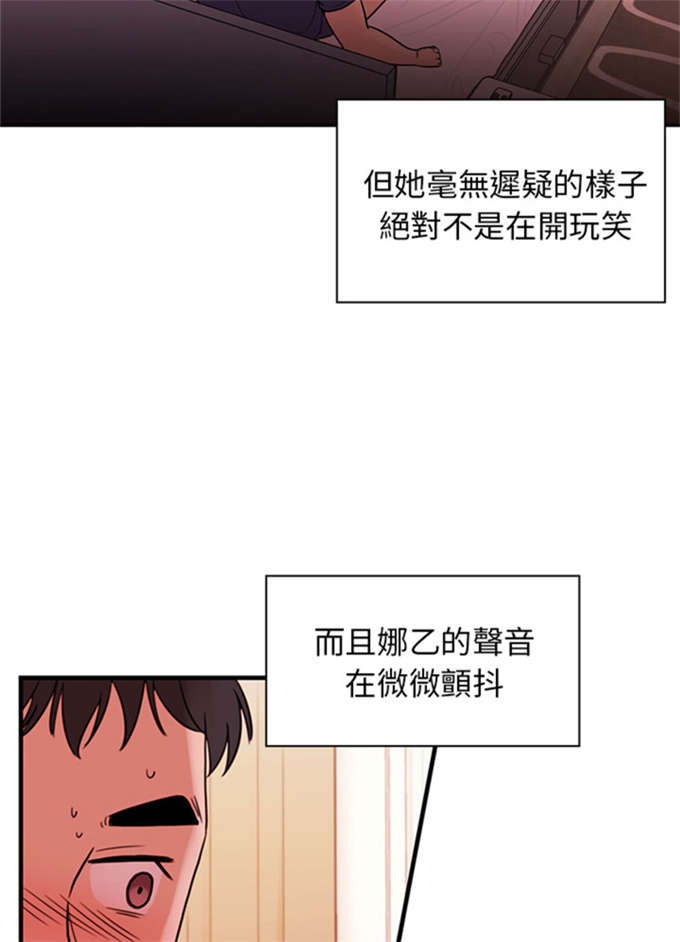 但她毫無遲疑的樣子
絕對不是在開玩笑
而且娜乙的聲音
在微微顫抖